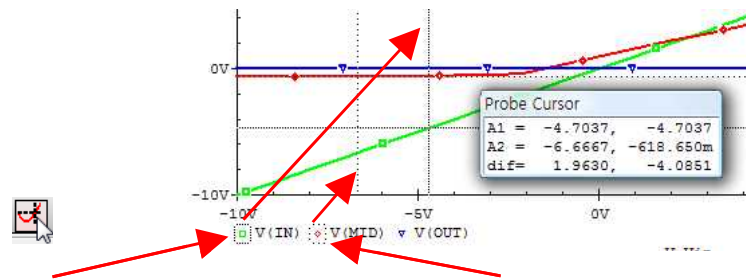 0V
Probe Cursor
A1 = -4.7037, -4.7037
A2 = -6.6667, -618.650m
dif= 1.9630, -4.0851
-10V
-10V -5V 0V
V(IN) V(MID) V(OUT)